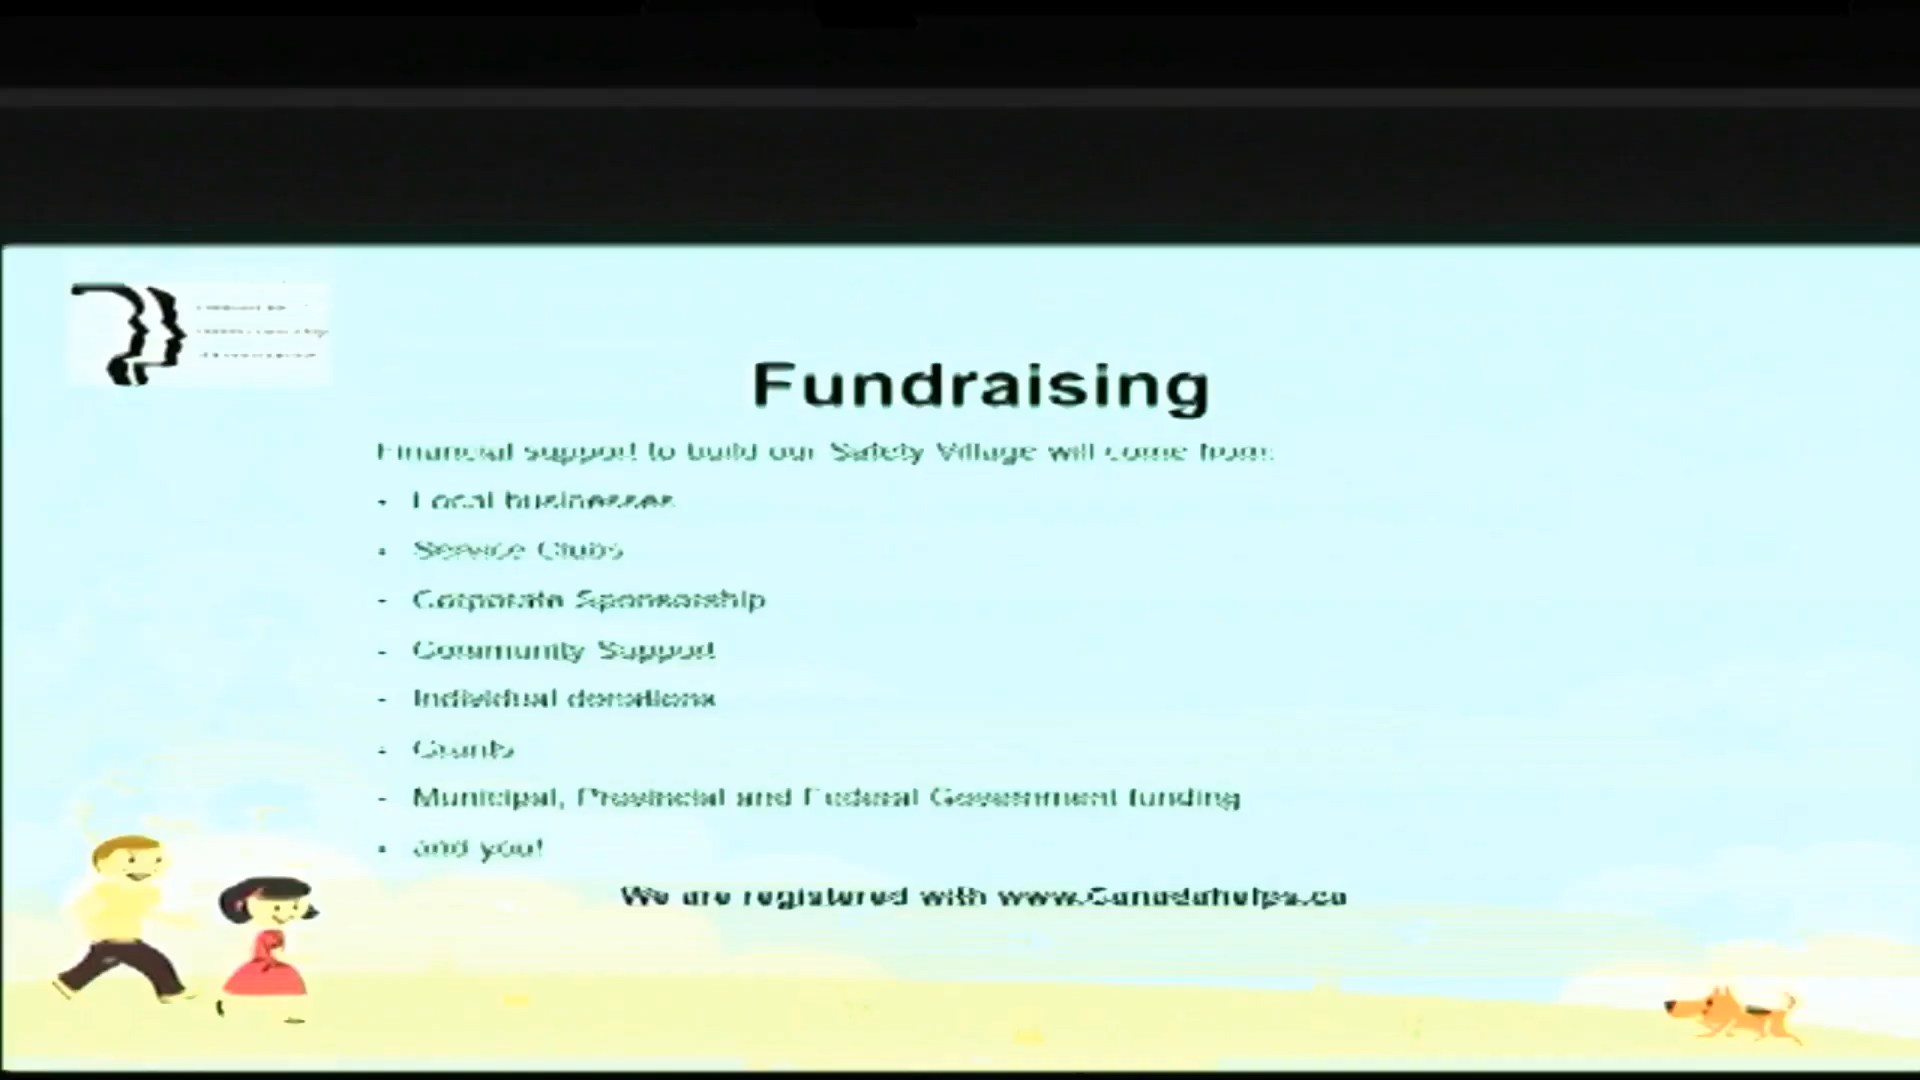 Fundraising
Financial support to build our Safety Village will come from:
- Local businesses
- Service Clubs
- Corporate Sponsorship
- Community Support
- Individual donations
- Grants
- Municipal, Provincial and Federal Government funding
- and you!
We are registered with www.Canadahelps.ca